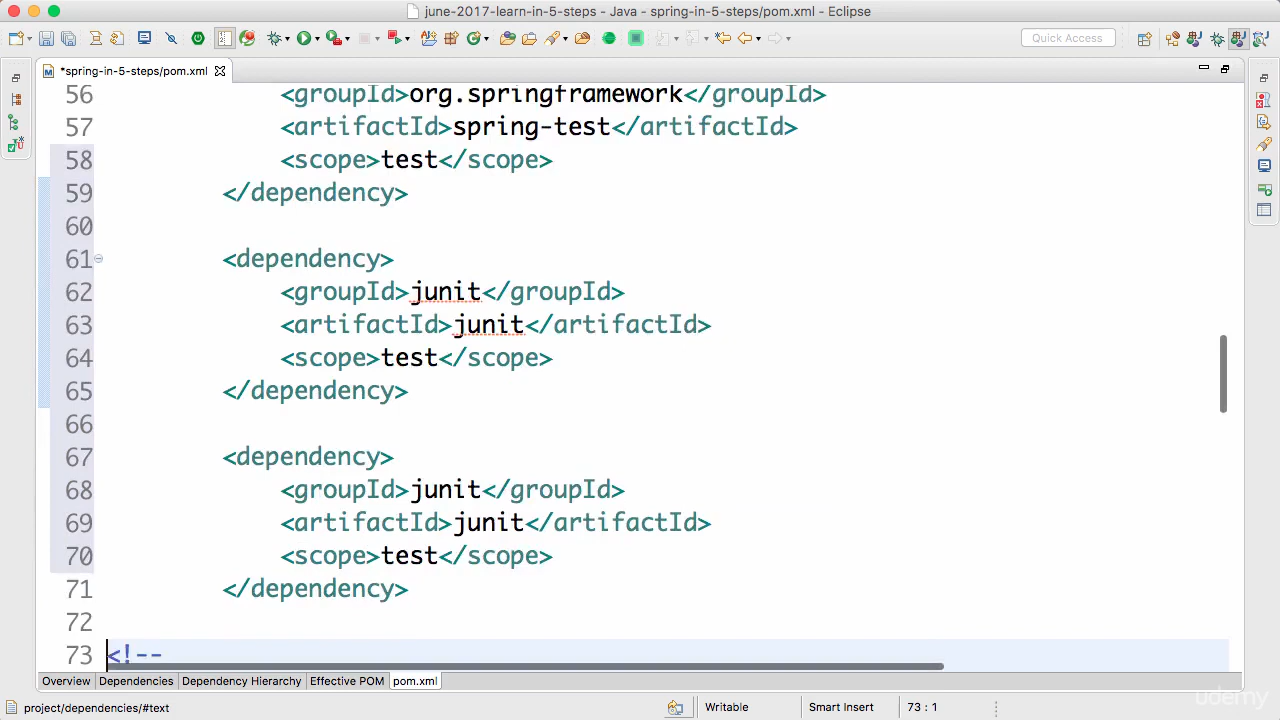 june-2017-learn-in-5-steps - Java - spring-in-5-steps/pom.xml - Eclipse
Quick Access
*spring-in-5-steps/pom.xml
56 <groupId>org.springframework</groupId>
57 <artifactId>spring-test</artifactId>
58 <scope>test</scope>
59 </dependency>
60
61 <dependency>
62 <groupId>junit</groupId>
63 <artifactId>junit</artifactId>
64 <scope>test</scope>
65 </dependency>
66
67 <dependency>
68 <groupId>junit</groupId>
69 <artifactId>junit</artifactId>
70 <scope>test</scope>
71 </dependency>
72
73 <!--
Overview Dependencies Dependency Hierarchy Effective POM pom.xml
project/dependencies/#text Writable Smart Insert 73 : 1
udemy